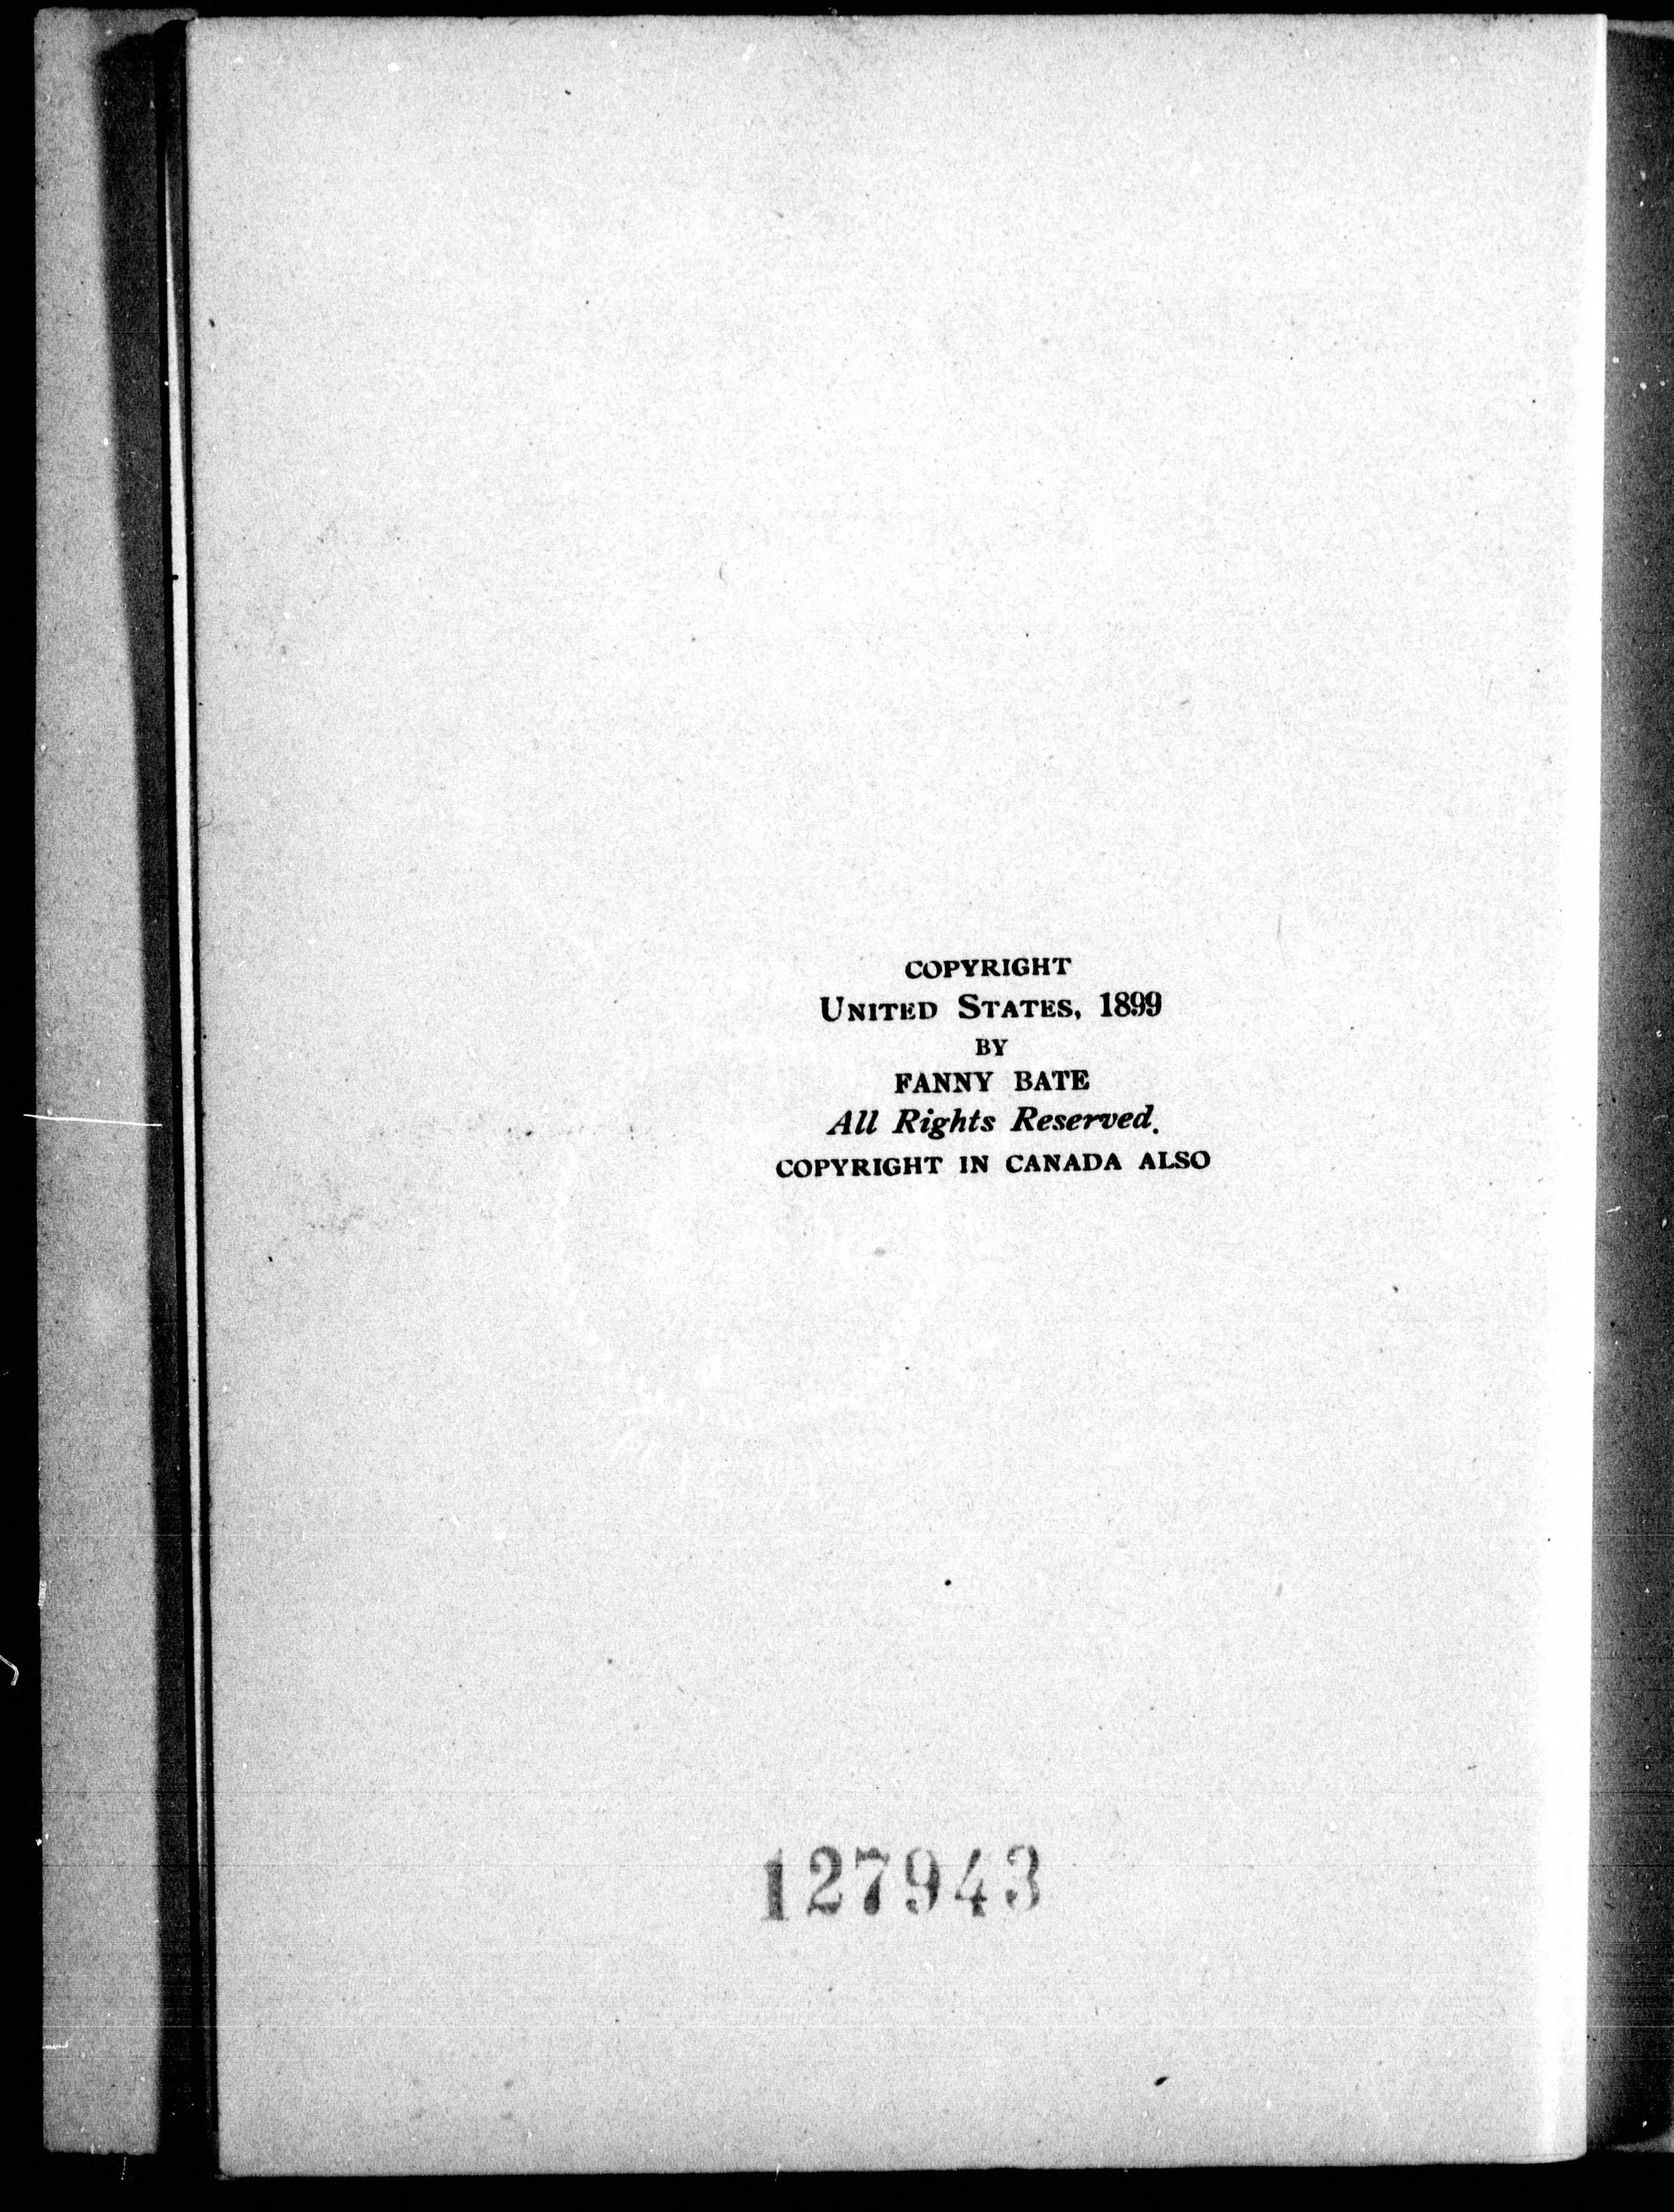 COPYRIGHT
UNITED STATES, 1899
BY
FANNY BATE
All Rights Reserved.
COPYRIGHT IN CANADA ALSO
127943